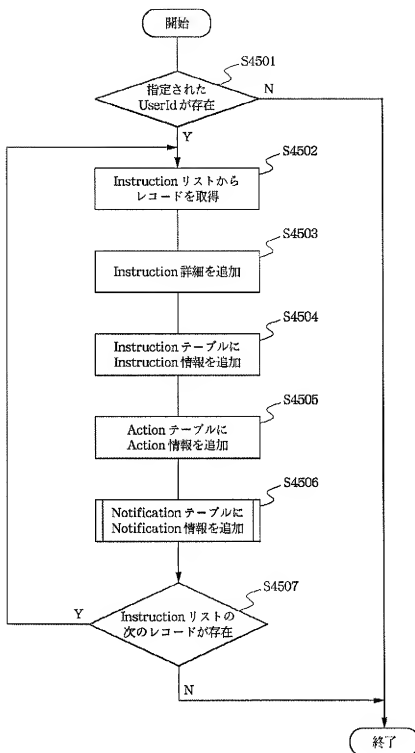 開始
S4501
指定された
UserIdが存在
N
Y
S4502
Instructionリストから
レコードを取得
S4503
Instruction詳細を追加
S4504
Instructionテーブルに
Instruction情報を追加
S4505
Actionテーブルに
Action情報を追加
S4506
Notificationテーブルに
Notification情報を追加
S4507
Y
Instructionリストの
次のレコードが存在
N
終了